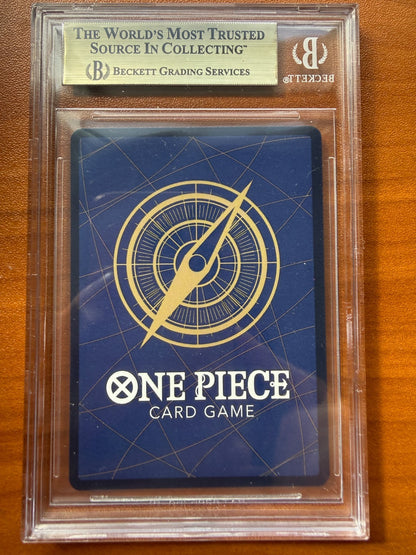 THE WORLD'S MOST TRUSTED
SOURCE IN COLLECTING™
B BECKETT GRADING SERVICES
B
BECKETT®
ONE PIECE
CARD GAME